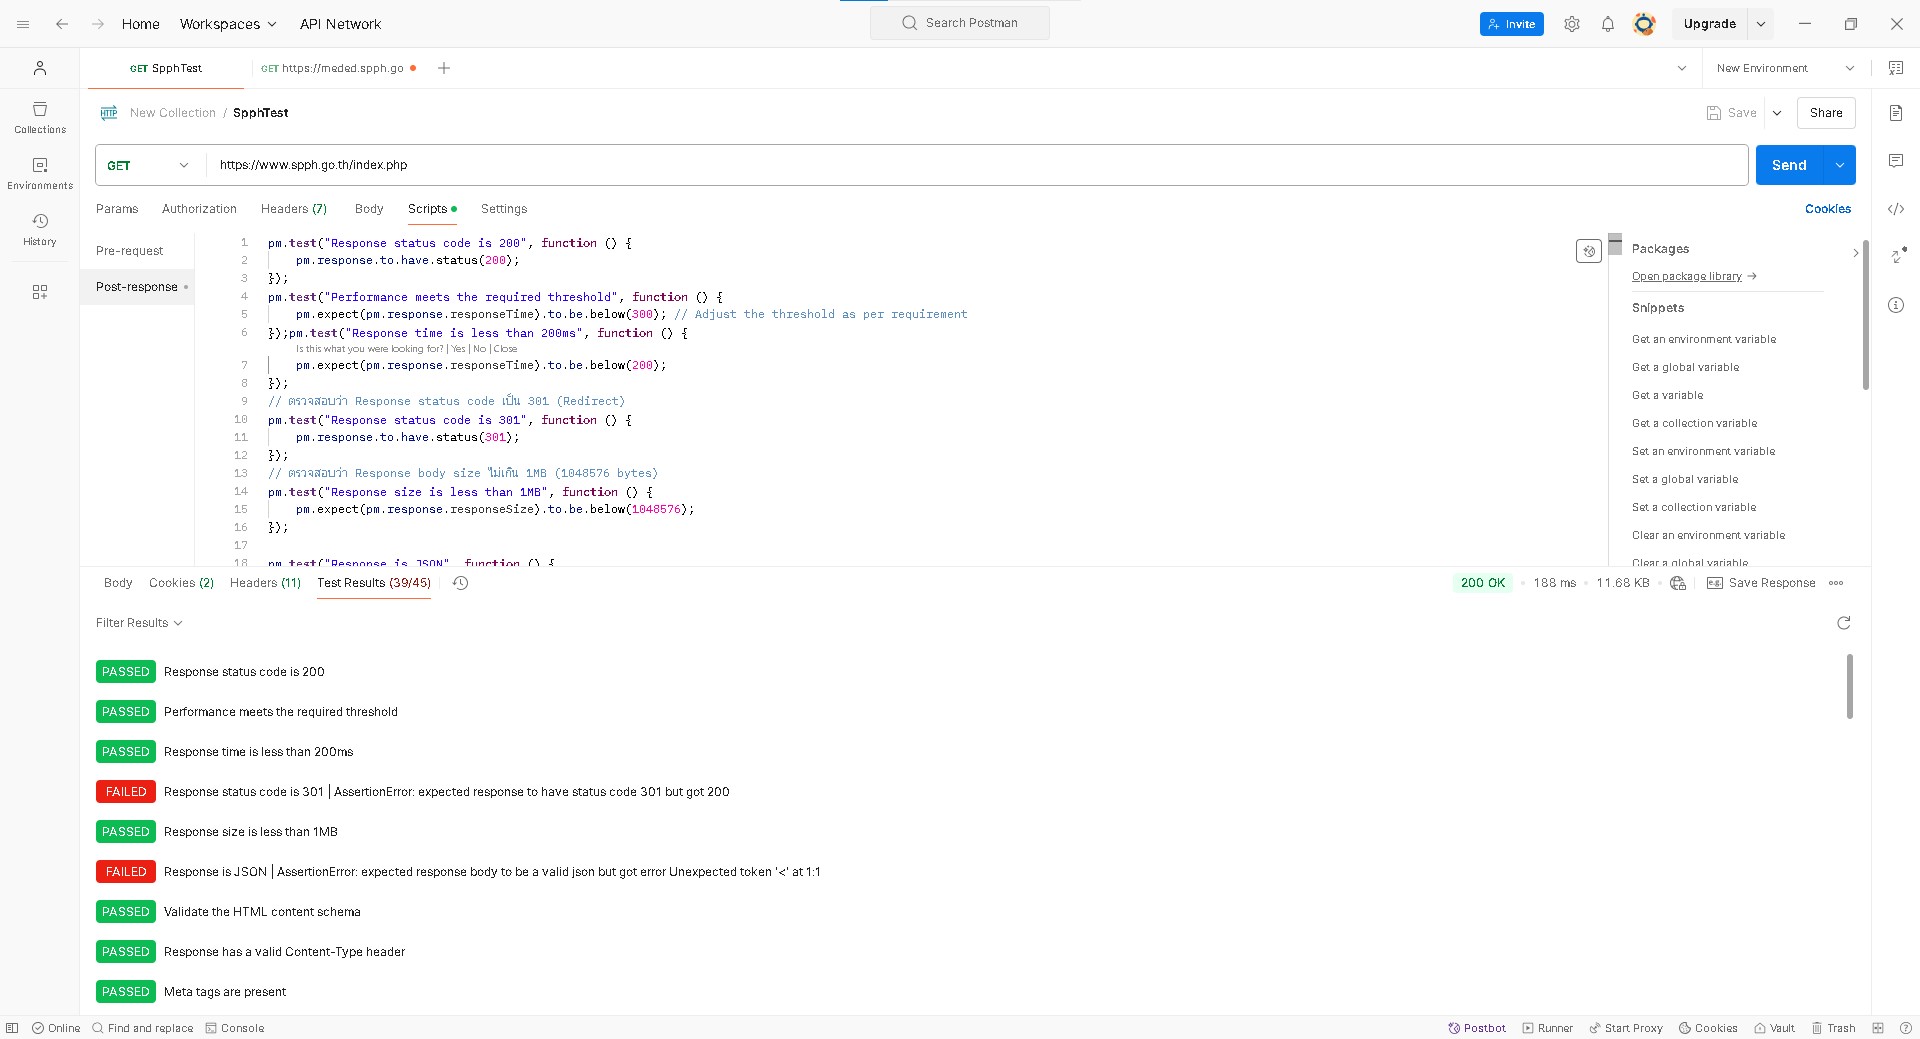 Home Workspaces API Network Search Postman Invite Upgrade
GET SpphTest GET https://meded.spph.go New Environment
Collections
Environments
History
HTTP New Collection / SpphTest Save Share
GET https://www.spph.go.th/index.php Send
Params Authorization Headers (7) Body Scripts Settings Cookies
Pre-request
Post-response
1 pm.test("Response status code is 200", function () {
2 pm.response.to.have.status(200);
3 });
4 pm.test("Performance meets the required threshold", function () {
5 pm.expect(pm.response.responseTime).to.be.below(300); // Adjust the threshold as per requirement
6 });pm.test("Response time is less than 200ms", function () {
Is this what you were looking for? | Yes | No | Close
7 pm.expect(pm.response.responseTime).to.be.below(200);
8 });
9 // ตรวจสอบว่า Response status code เป็น 301 (Redirect)
10 pm.test("Response status code is 301", function () {
11 pm.response.to.have.status(301);
12 });
13 // ตรวจสอบว่า Response body size ไม่เกิน 1MB (1048576 bytes)
14 pm.test("Response size is less than 1MB", function () {
15 pm.expect(pm.response.responseSize).to.be.below(1048576);
16 });
17
18 pm.test("Response is JSON", function () {
Packages
Open package library →
Snippets
Get an environment variable
Get a global variable
Get a variable
Get a collection variable
Set an environment variable
Set a global variable
Set a collection variable
Clear an environment variable
Clear a global variable
Body Cookies (2) Headers (11) Test Results (39/45) 200 OK 188 ms 11.68 KB e.g. Save Response
Filter Results
PASSED Response status code is 200
PASSED Performance meets the required threshold
PASSED Response time is less than 200ms
FAILED Response status code is 301 | AssertionError: expected response to have status code 301 but got 200
PASSED Response size is less than 1MB
FAILED Response is JSON | AssertionError: expected response body to be a valid json but got error Unexpected token '<' at 1:1
PASSED Validate the HTML content schema
PASSED Response has a valid Content-Type header
PASSED Meta tags are present
Online Find and replace Console Postbot Runner Start Proxy Cookies Vault Trash